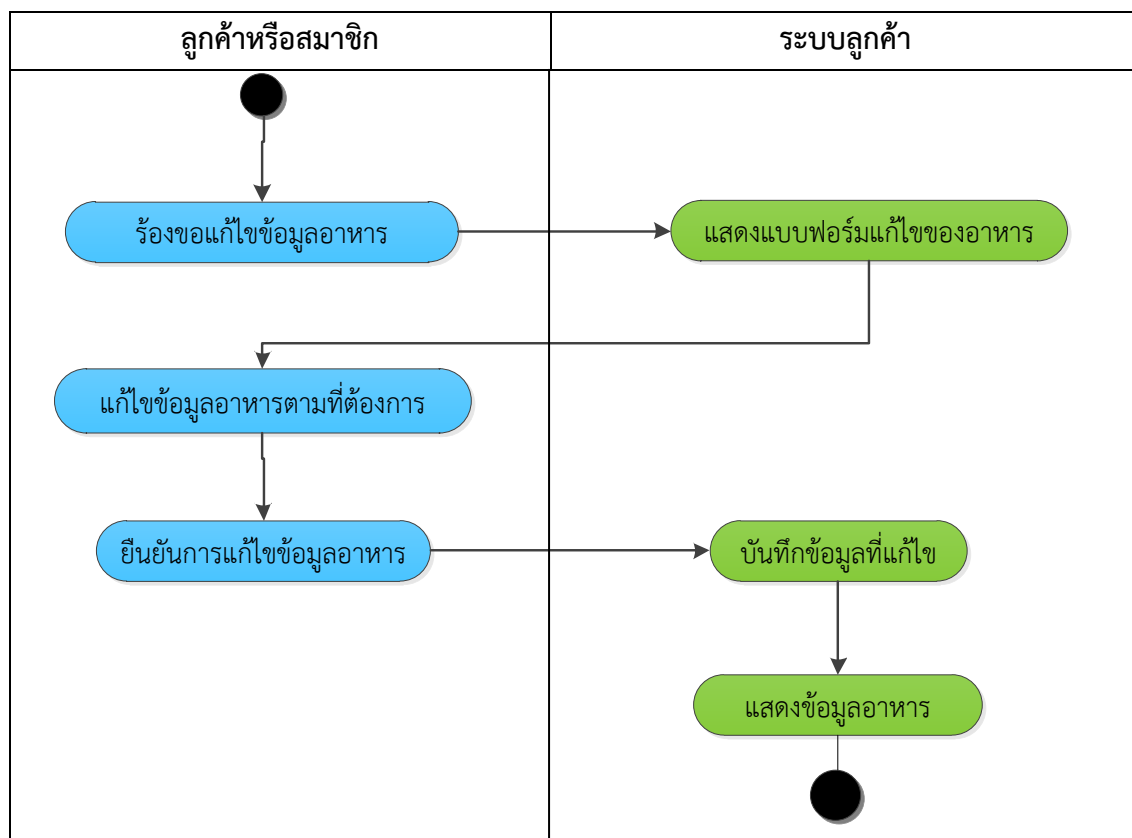 ลูกค้าหรือสมาชิก
ระบบลูกค้า
ร้องขอแก้ไขข้อมูลอาหาร
แสดงแบบฟอร์มแก้ไขของอาหาร
แก้ไขข้อมูลอาหารตามที่ต้องการ
ยืนยันการแก้ไขข้อมูลอาหาร
บันทึกข้อมูลที่แก้ไข
แสดงข้อมูลอาหาร